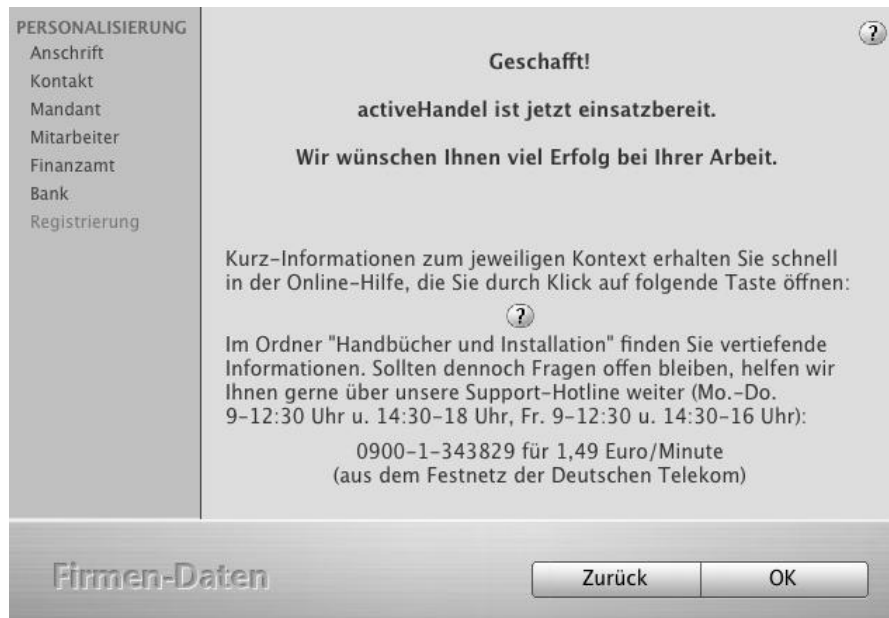 PERSONALISIERUNG
Anschrift
Kontakt
Mandant
Mitarbeiter
Finanzamt
Bank
Registrierung
?
Geschafft!
activeHandel ist jetzt einsatzbereit.
Wir wünschen Ihnen viel Erfolg bei Ihrer Arbeit.
Kurz-Informationen zum jeweiligen Kontext erhalten Sie schnell
in der Online-Hilfe, die Sie durch Klick auf folgende Taste öffnen:
?
Im Ordner "Handbücher und Installation" finden Sie vertiefende
Informationen. Sollten dennoch Fragen offen bleiben, helfen wir
Ihnen gerne über unsere Support-Hotline weiter (Mo.-Do.
9-12:30 Uhr u. 14:30-18 Uhr, Fr. 9-12:30 u. 14:30-16 Uhr):
0900-1-343829 für 1,49 Euro/Minute
(aus dem Festnetz der Deutschen Telekom)
Firmen-Daten
Zurück
OK